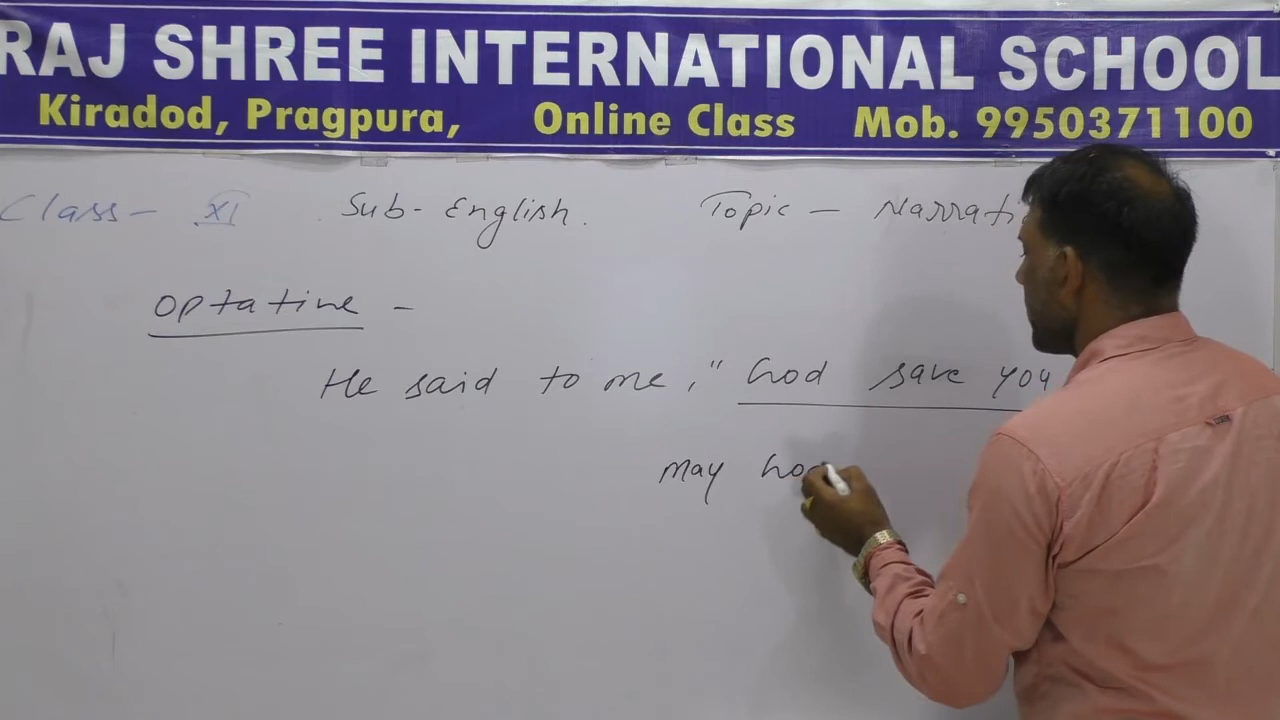 RAJ SHREE INTERNATIONAL SCHOOL
Kiradod, Pragpura, Online Class Mob. 9950371100
Class - XI Sub - English. Topic - Narrati
Optative -
He said to me, " God save you
may God